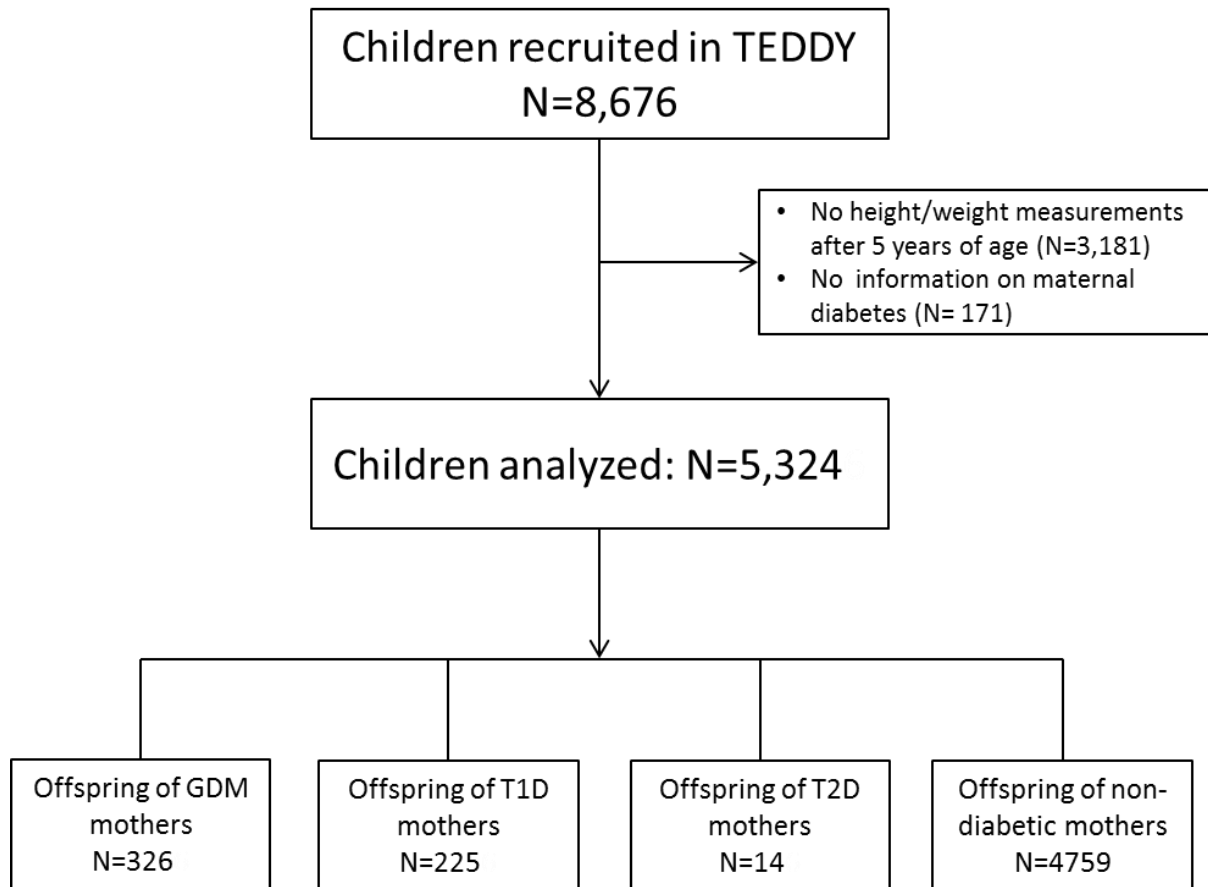 Children recruited in TEDDY
N=8,676
• No height/weight measurements
after 5 years of age (N=3,181)
• No information on maternal
diabetes (N= 171)
Children analyzed: N=5,324
Offspring of GDM
mothers
N=326
Offspring of T1D
mothers
N=225
Offspring of T2D
mothers
N=14
Offspring of non-
diabetic mothers
N=4759